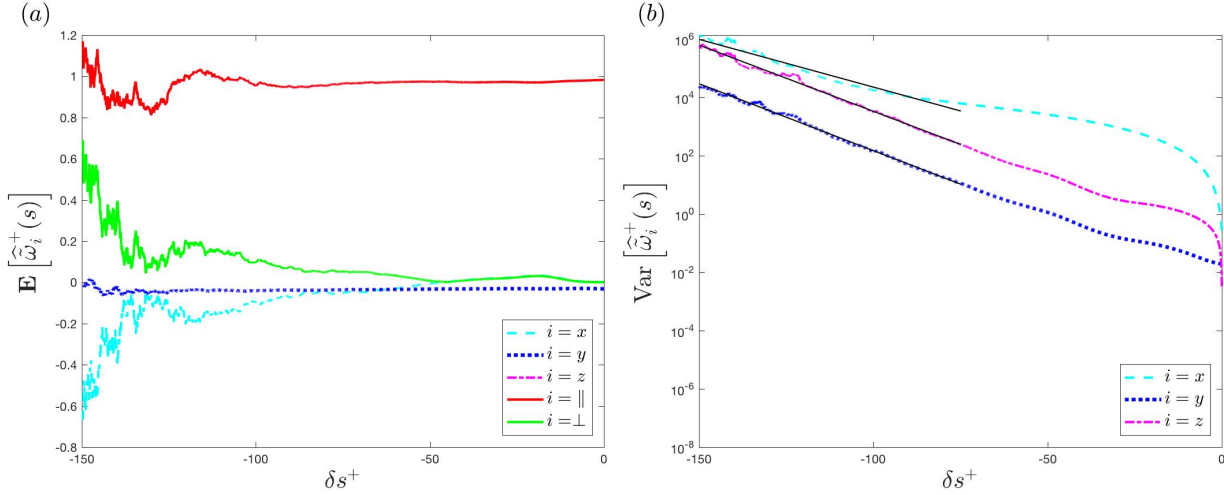 (a)
1.2
1
0.8
0.6
0.4
0.2
0
-0.2
-0.4
-0.6
-0.8
-150
-100
-50
0
δs⁺
E [ω̂̃ᵢ⁺(s)]
i = x
i = y
i = z
i = ∥
i =⊥
(b)
10⁶
10⁴
10²
10⁰
10⁻²
10⁻⁴
10⁻⁶
10⁻⁸
-150
-100
-50
0
δs⁺
Var [ω̂̃ᵢ⁺(s)]
i = x
i = y
i = z